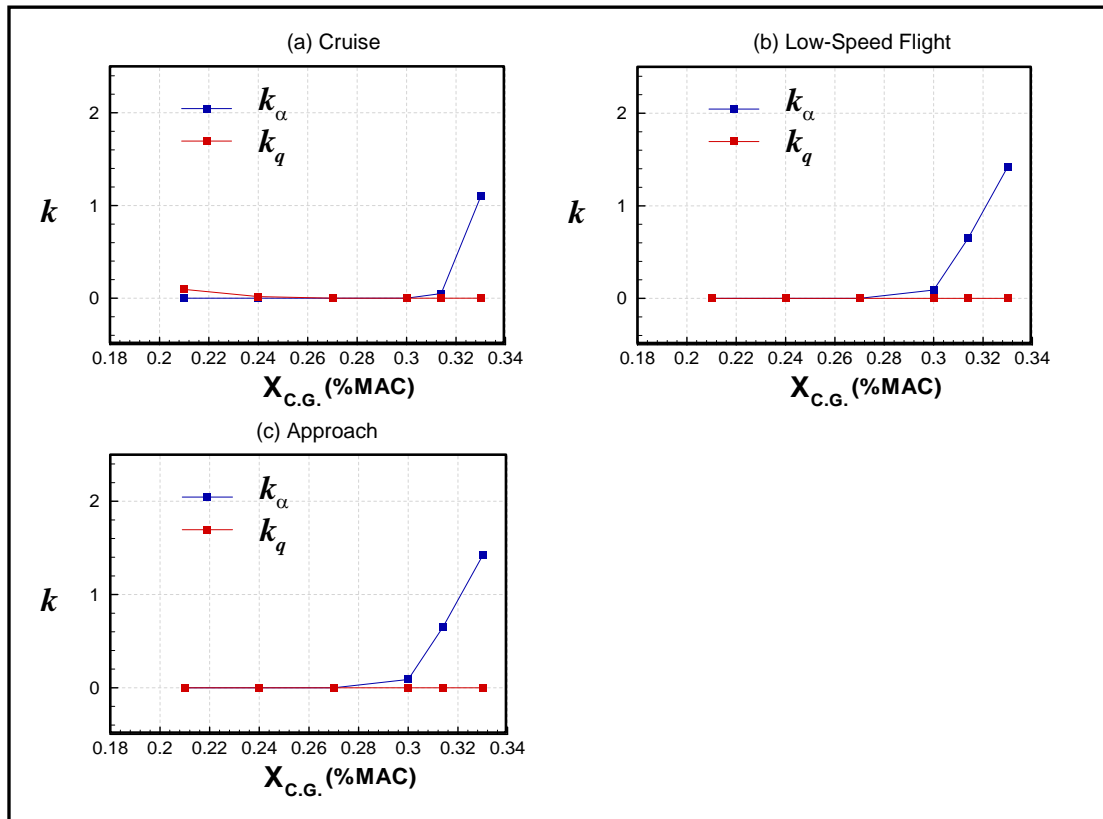 (a) Cruise
k
2
1
0
kα
kq
0.18 0.2 0.22 0.24 0.26 0.28 0.3 0.32 0.34
XC.G. (%MAC)
(b) Low-Speed Flight
k
2
1
0
kα
kq
0.18 0.2 0.22 0.24 0.26 0.28 0.3 0.32 0.34
XC.G. (%MAC)
(c) Approach
k
2
1
0
kα
kq
0.18 0.2 0.22 0.24 0.26 0.28 0.3 0.32 0.34
XC.G. (%MAC)